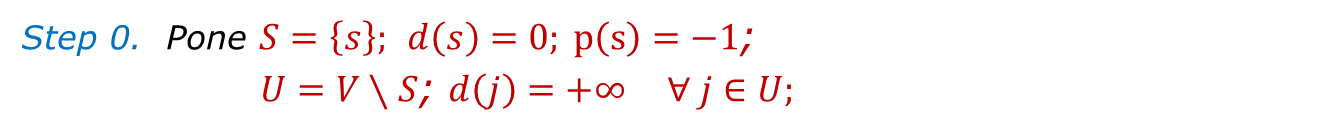 Step 0. Pone S = {s}; d(s) = 0; p(s) = −1;
U = V \ S; d(j) = +∞ ∀ j ∈ U;